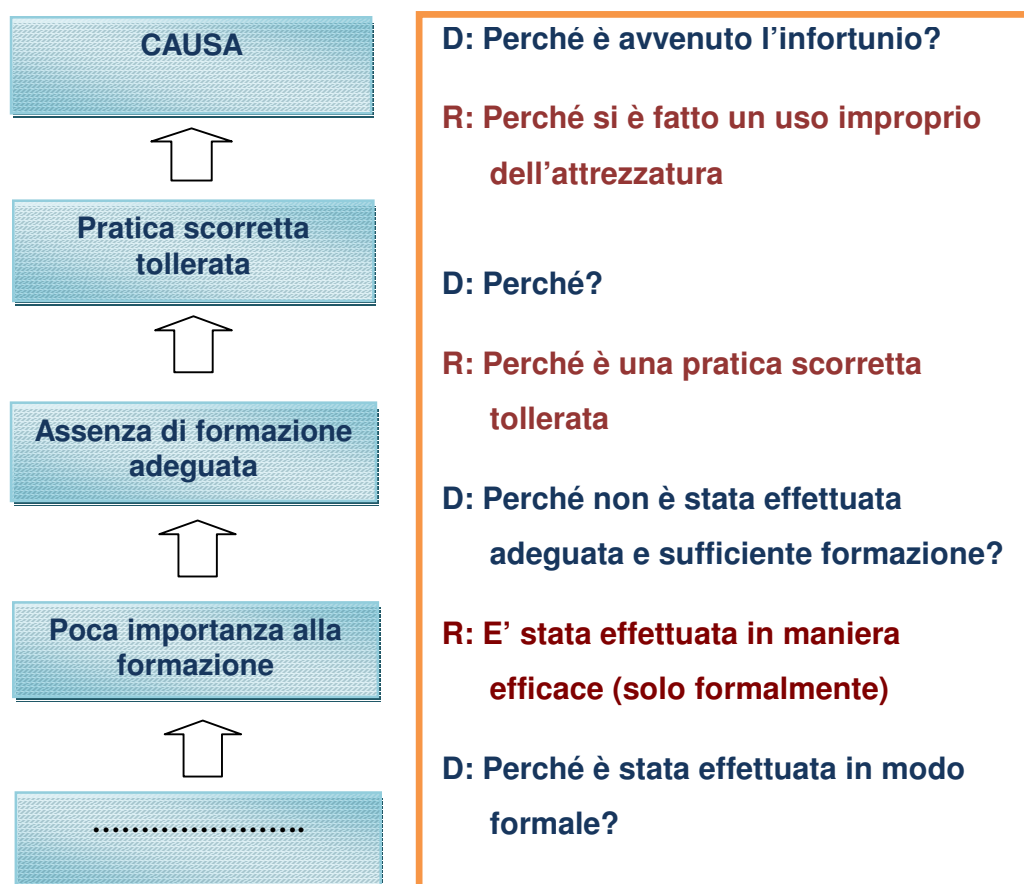 CAUSA
Pratica scorretta
tollerata
Assenza di formazione
adeguata
Poca importanza alla
formazione
……………………..
D: Perché è avvenuto l’infortunio?
R: Perché si è fatto un uso improprio
dell’attrezzatura
D: Perché?
R: Perché è una pratica scorretta
tollerata
D: Perché non è stata effettuata
adeguata e sufficiente formazione?
R: E’ stata effettuata in maniera
efficace (solo formalmente)
D: Perché è stata effettuata in modo
formale?